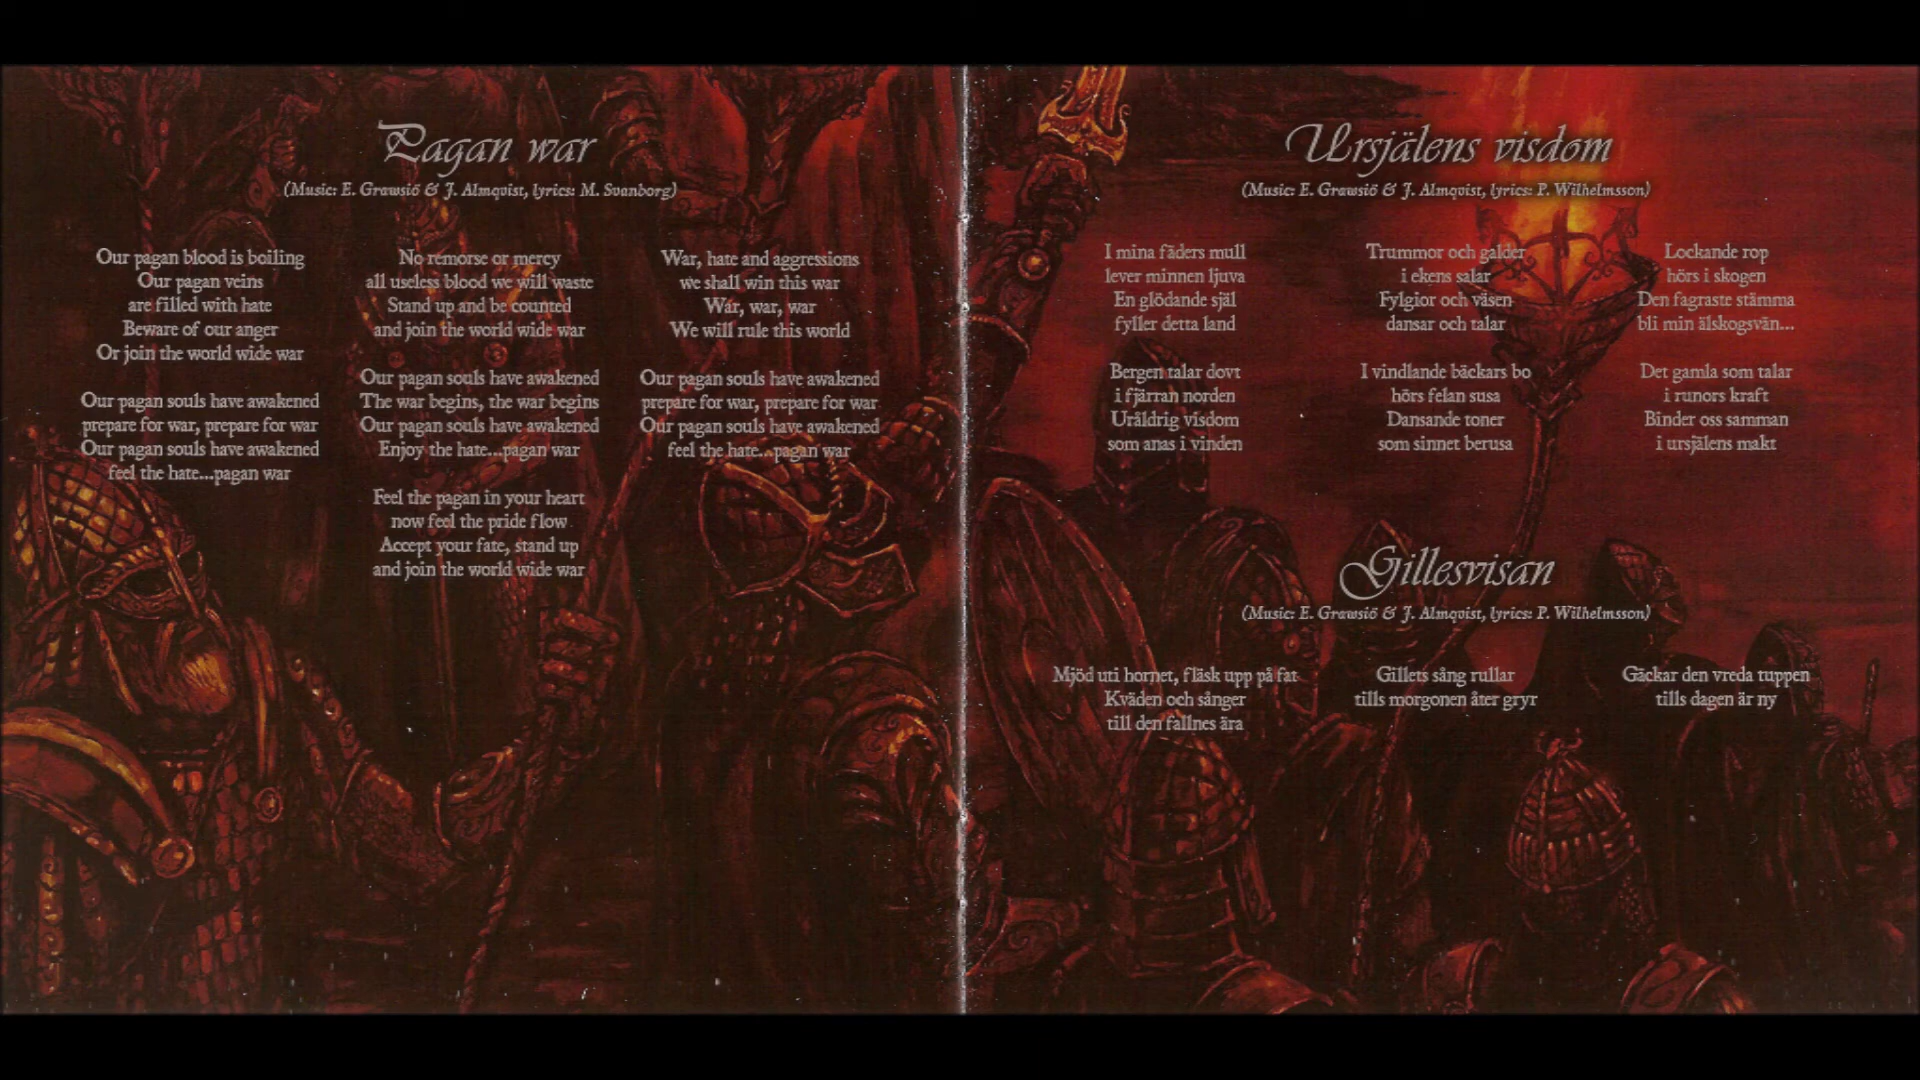 Pagan war
(Music: E. Grawsiö & J. Almqvist, lyrics: M. Svanborg)
Our pagan blood is boiling
Our pagan veins
are filled with hate
Beware of our anger
Or join the world wide war
Our pagan souls have awakened
prepare for war, prepare for war
Our pagan souls have awakened
feel the hate...pagan war
No remorse or mercy
all useless blood we will waste
Stand up and be counted
and join the world wide war
Our pagan souls have awakened
The war begins, the war begins
Our pagan souls have awakened
Enjoy the hate...pagan war
Feel the pagan in your heart
now feel the pride flow
Accept your fate, stand up
and join the world wide war
War, hate and aggressions
we shall win this war
War, war, war
We will rule this world
Our pagan souls have awakened
prepare for war, prepare for war
Our pagan souls have awakened
feel the hate...pagan war
Ursjälens visdom
(Music: E. Grawsiö & J. Almqvist, lyrics: P. Wilhelmsson)
I mina fäders mull
lever minnen ljuva
En glödande själ
fyller detta land
Bergen talar dovt
i fjärran norden
Uråldrig visdom
som anas i vinden
Trummor och galder
i ekens salar
Fylgior och väsen
dansar och talar
I vindlande bäckars bo
hörs felan susa
Dansande toner
som sinnet berusa
Lockande rop
hörs i skogen
Den fagraste stämma
bli min älskogsvän...
Det gamla som talar
i runors kraft
Binder oss samman
i ursjälens makt
Gillesvisan
(Music: E. Grawsiö & J. Almqvist, lyrics: P. Wilhelmsson)
Mjöd uti hornet, fläsk upp på fat
Kväden och sånger
till den fallnes ära
Gillets sång rullar
tills morgonen åter gryr
Gäckar den vreda tuppen
tills dagen är ny